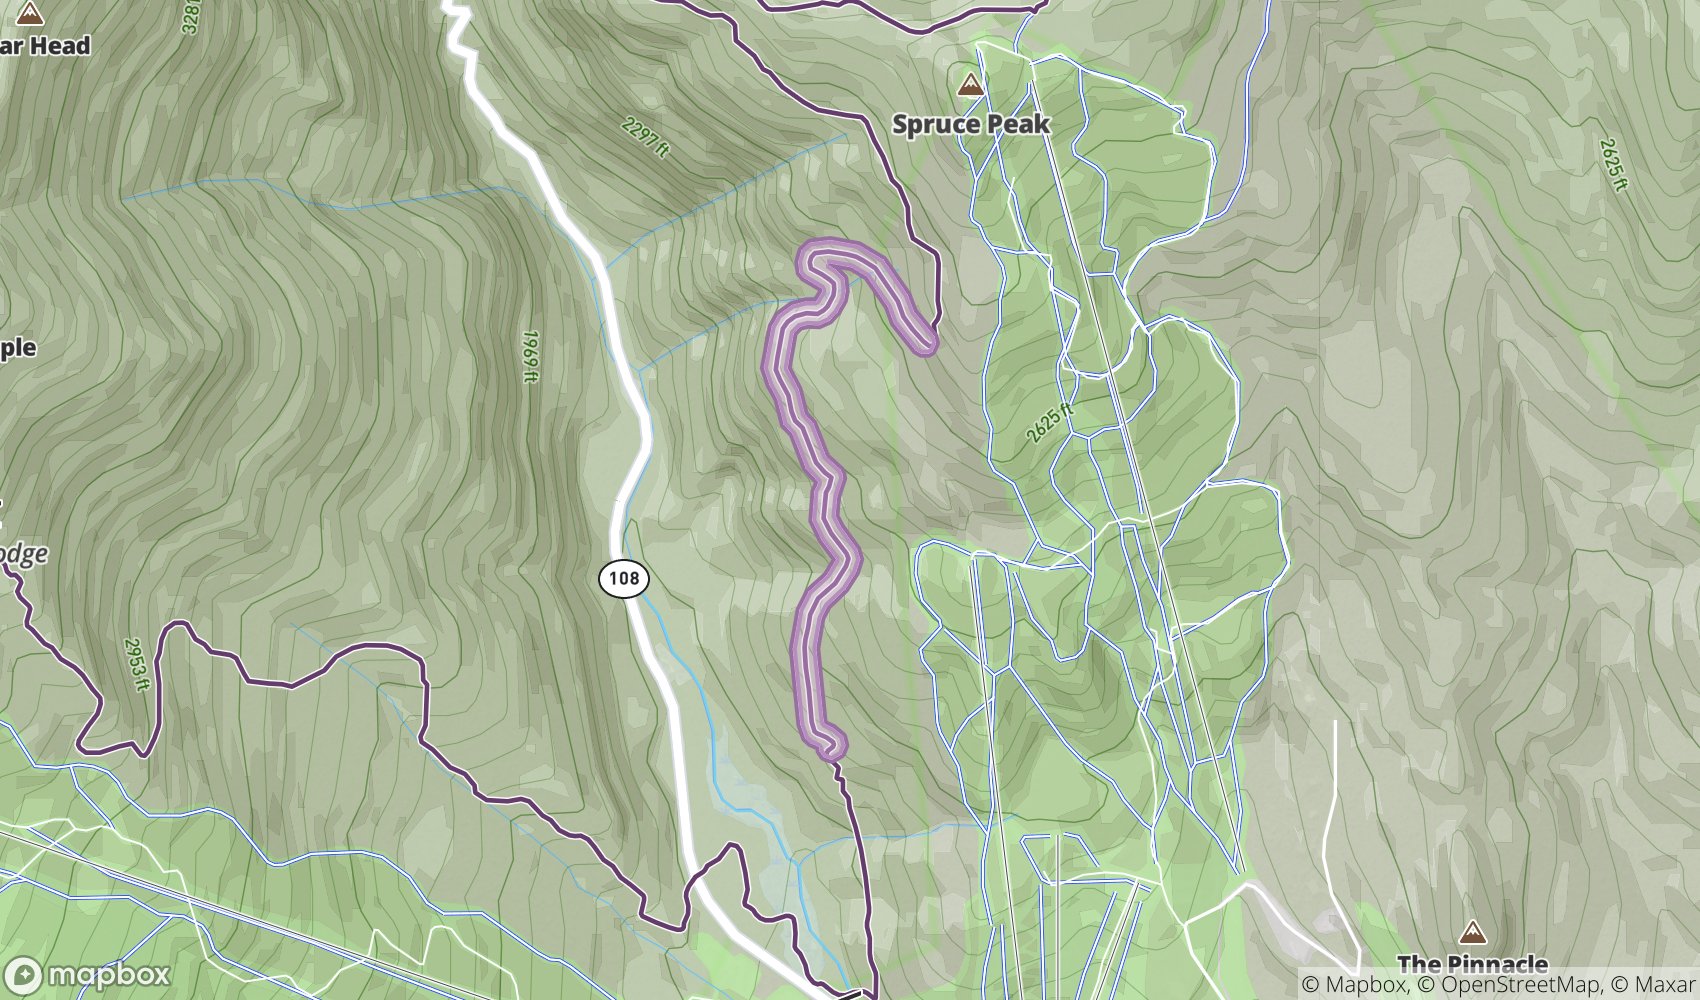 3281
ar Head
2297 ft
Spruce Peak
2625 ft
1969 ft
ple
2625 ft
odge
108
2953 ft
The Pinnacle
mapbox
© Mapbox, © OpenStreetMap, © Maxar